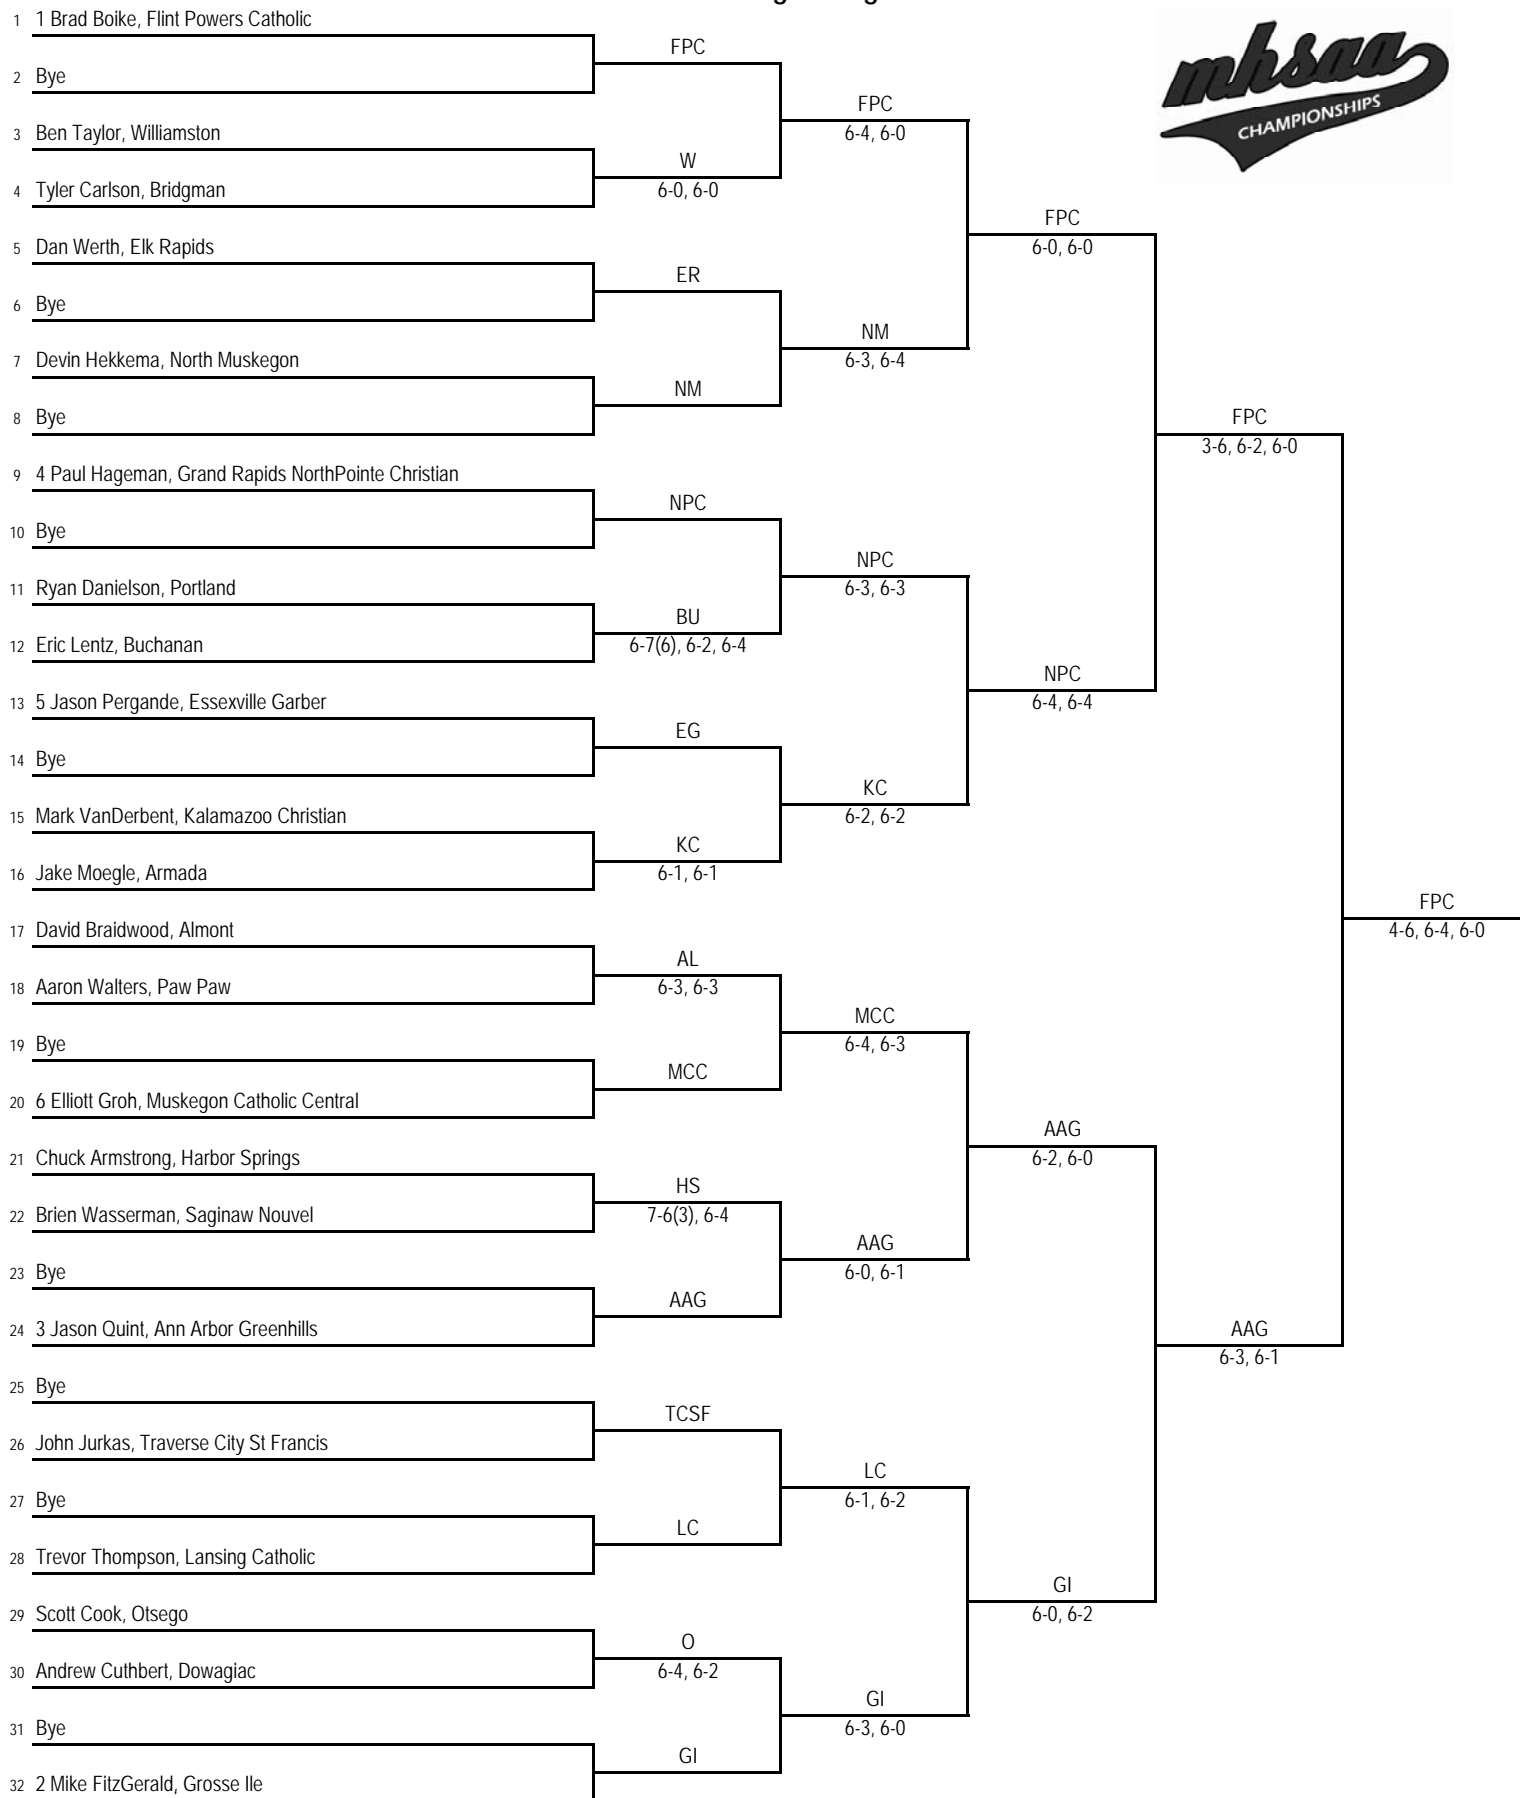 1 1 Brad Boike, Flint Powers Catholic
FPC
2 Bye
FPC
6-4, 6-0
3 Ben Taylor, Williamston
W
6-0, 6-0
4 Tyler Carlson, Bridgman
FPC
6-0, 6-0
5 Dan Werth, Elk Rapids
ER
6 Bye
NM
6-3, 6-4
7 Devin Hekkema, North Muskegon
NM
8 Bye
FPC
3-6, 6-2, 6-0
9 4 Paul Hageman, Grand Rapids NorthPointe Christian
NPC
10 Bye
NPC
6-3, 6-3
11 Ryan Danielson, Portland
BU
6-7(6), 6-2, 6-4
12 Eric Lentz, Buchanan
NPC
6-4, 6-4
13 5 Jason Pergande, Essexville Garber
EG
14 Bye
KC
6-2, 6-2
15 Mark VanDerbent, Kalamazoo Christian
KC
6-1, 6-1
16 Jake Moegle, Armada
FPC
4-6, 6-4, 6-0
17 David Braidwood, Almont
AL
6-3, 6-3
18 Aaron Walters, Paw Paw
MCC
6-4, 6-3
19 Bye
MCC
20 6 Elliott Groh, Muskegon Catholic Central
AAG
6-2, 6-0
21 Chuck Armstrong, Harbor Springs
HS
7-6(3), 6-4
22 Brien Wasserman, Saginaw Nouvel
AAG
6-0, 6-1
23 Bye
AAG
24 3 Jason Quint, Ann Arbor Greenhills
AAG
6-3, 6-1
25 Bye
TCSF
26 John Jurkas, Traverse City St Francis
LC
6-1, 6-2
27 Bye
LC
28 Trevor Thompson, Lansing Catholic
GI
6-0, 6-2
29 Scott Cook, Otsego
O
6-4, 6-2
30 Andrew Cuthbert, Dowagiac
GI
6-3, 6-0
31 Bye
GI
32 2 Mike FitzGerald, Grosse Ile
mhsaa
CHAMPIONSHIPS